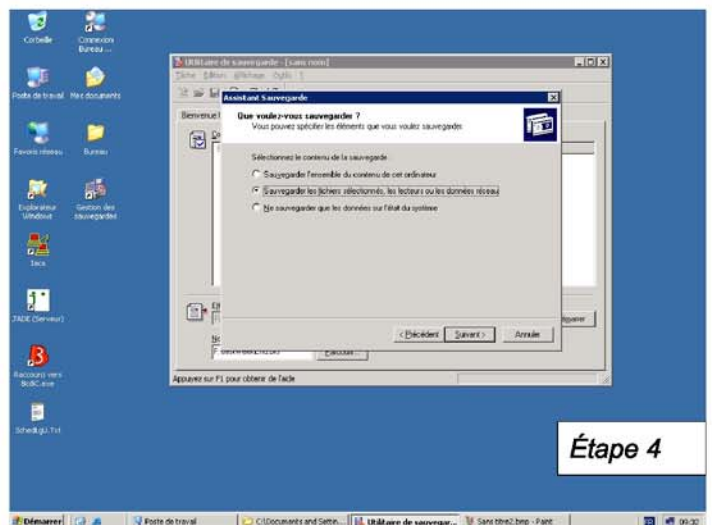 Corbeille
Connexion
Bureau ...
Poste de travail
Mes documents
Favoris réseau
Bureau
Explorateur
Windows
Gestion des
sauvegardes
JADE (Serveur)
Raccourci vers
SchedLgU.Txt
Utilitaire de sauvegarde - [sans nom]
Assistant Sauvegarde
Que voulez-vous sauvegarder ?
Vous pouvez spécifier les éléments que vous voulez sauvegarder.
Sélectionnez le contenu de la sauvegarde
Sauvegarder l'ensemble du contenu de cet ordinateur
Sauvegarder les fichiers sélectionnés, les lecteurs ou les données réseau
Ne sauvegarder que les données sur l'état du système
< Précédent
Suivant >
Annuler
Parcourir...
Appuyez sur F1 pour obtenir de l'aide
Étape 4
Démarrer
Poste de travail
C:\Documents and Settin...
Utilitaire de sauvegar...
Sans titre2.bmp - Paint
FR
09:32